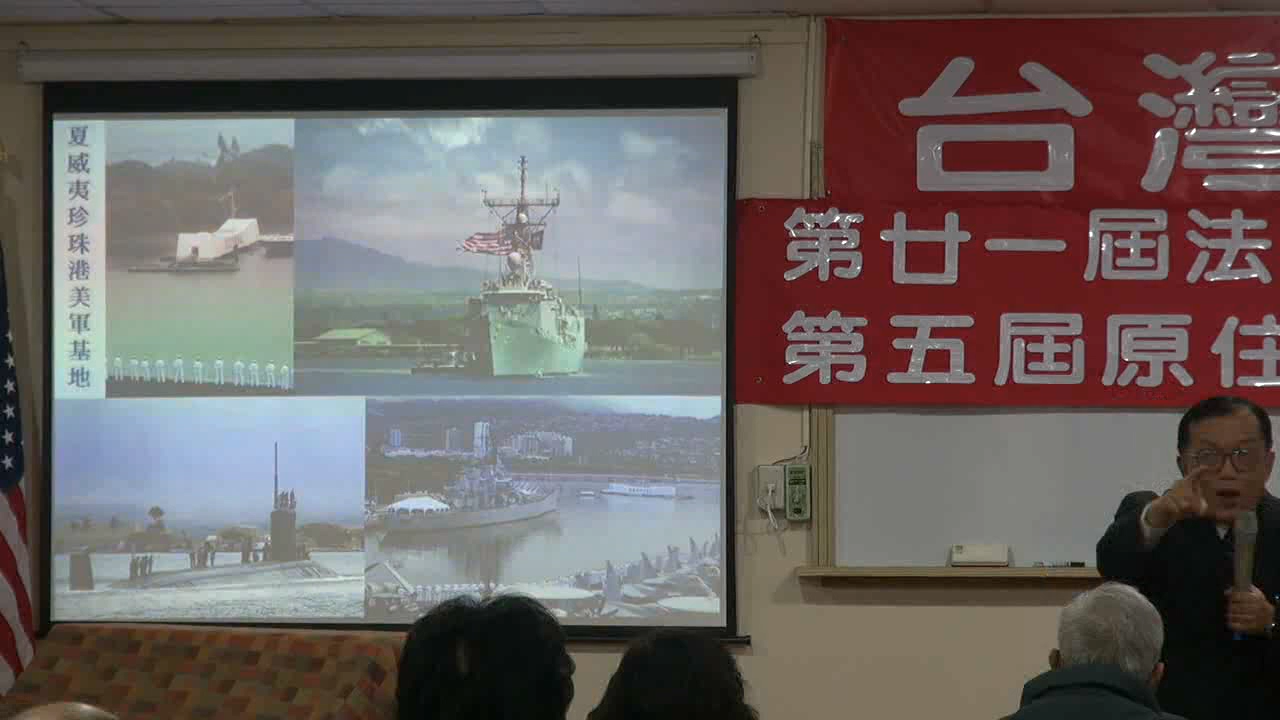 夏威夷珍珠港美軍基地
台灣
第廿一屆法
第五屆原住